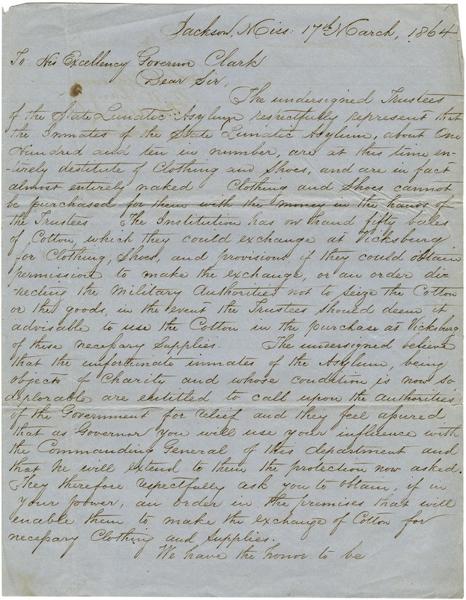 Jackson, Miss: 17th March, 1864
To His Excellency Governor Clark
Dear Sir,
The undersigned Trustees
of the State Lunatic Asylum respectfully represent that
the Inmates of the State Lunatic Asylum, about One
Hundred and ten in number, are at this time en-
-tirely destitute of Clothing and Shoes, and are in fact
almost entirely naked. Clothing and Shoes cannot
be purchased for them with the money in the hands of
the Trustees. The Institution has on hand fifty bales
of Cotton, which they could exchange at Vicksburg
for Clothing, Shoes, and provisions if they could obtain
permission to make the exchange, or an order di-
recting the Military Authorities not to seize the Cotton
or the goods, in the event the Trustees should deem it
advisable to use the Cotton in the purchase at Vicksburg
of these necessary Supplies. The undersigned believe
that the unfortunate inmates of the Asylum, being
objects of Charity and whose condition is now so
deplorable are entitled to call upon the Authorities
of the Government for relief and they feel assured
that as Governor you will use your influence with
the Commanding General of this department and
that he will extend to them the protection now asked.
They therefore respectfully ask you to obtain, if in
your power, an order in the premises that will
enable them to make the exchange of Cotton for
necessary Clothing and Supplies.
We have the honor to be